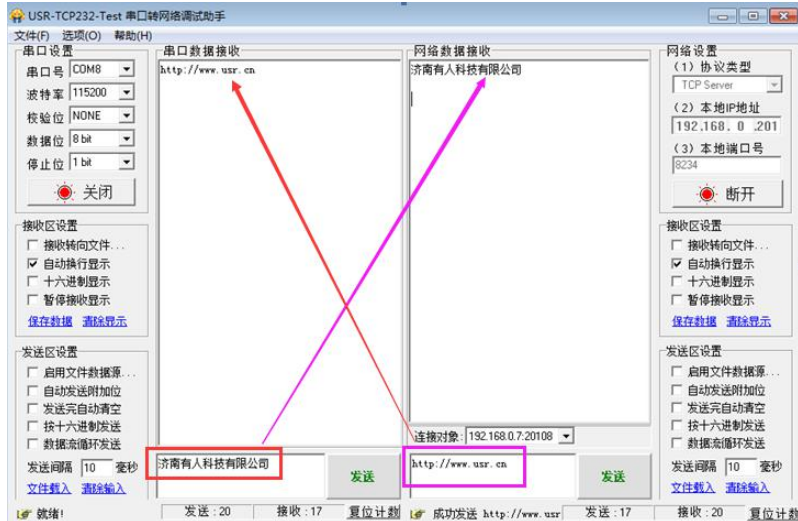 USR-TCP232-Test 串口转网络调试助手
文件(F) 选项(O) 帮助(H)
串口设置
串口号 COM8
波特率 115200
校验位 NONE
数据位 8 bit
停止位 1 bit
关闭
接收区设置
接收转向文件...
自动换行显示
十六进制显示
暂停接收显示
保存数据 清除显示
发送区设置
启用文件数据源...
自动发送附加位
发送完自动清空
按十六进制发送
数据流循环发送
发送间隔 10 毫秒
文件载入 清除输入
串口数据接收
http://www.usr.cn
济南有人科技有限公司
发送
网络数据接收
济南有人科技有限公司
连接对象: 192.168.0.7:20108
http://www.usr.cn
发送
网络设置
(1) 协议类型
TCP Server
(2) 本地IP地址
192.168. 0 .201
(3) 本地端口号
8234
断开
接收区设置
接收转向文件...
自动换行显示
十六进制显示
暂停接收显示
保存数据 清除显示
发送区设置
启用文件数据源...
自动发送附加位
发送完自动清空
按十六进制发送
数据流循环发送
发送间隔 10 毫秒
文件载入 清除输入
就绪! 发送:20 接收:17 复位计数
成功发送 http://www.usr 发送:17 接收:20 复位计数